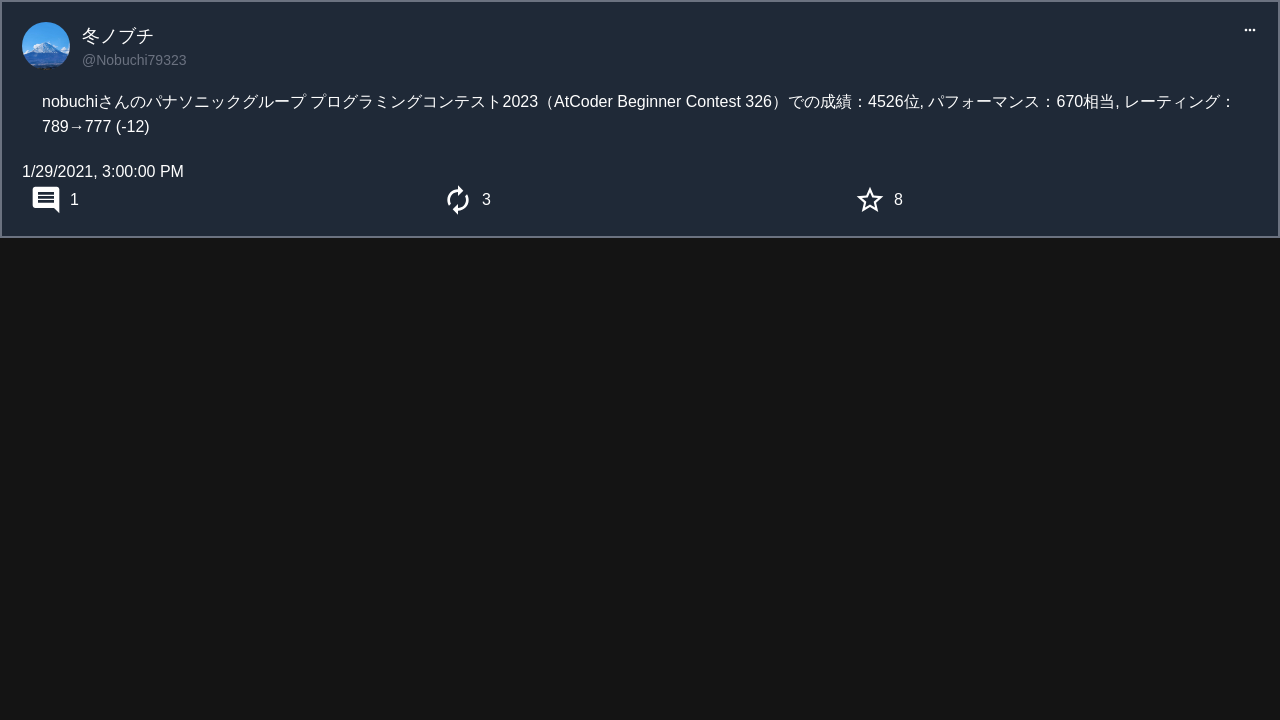 冬ノブチ
@Nobuchi79323
nobuchiさんのパナソニックグループ プログラミングコンテスト2023（AtCoder Beginner Contest 326）での成績：4526位, パフォーマンス：670相当, レーティング：
789→777 (-12)
1/29/2021, 3:00:00 PM
1 3 8